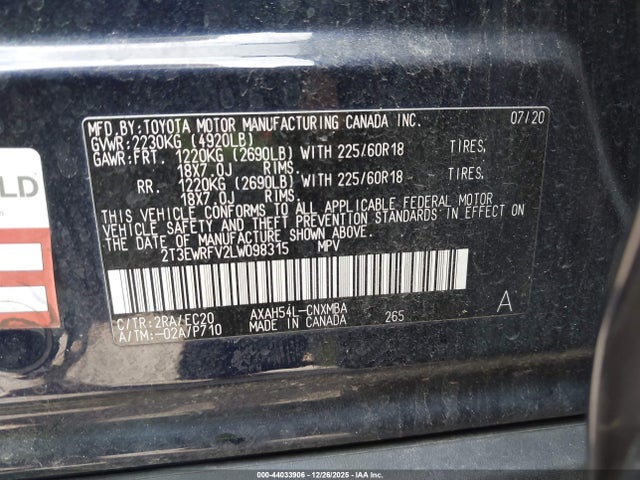 MFD.BY:TOYOTA MOTOR MANUFACTURING CANADA INC. 07/20
GVWR:2230KG (4920LB)
GAWR:FRT. 1220KG (2690LB) WITH 225/60R18 TIRES,
18X7.0J RIMS.
RR. 1220KG (2690LB) WITH 225/60R18 TIRES,
18X7.0J RIMS.
THIS VEHICLE CONFORMS TO ALL APPLICABLE FEDERAL MOTOR
VEHICLE SAFETY AND THEFT PREVENTION STANDARDS IN EFFECT ON
THE DATE OF MANUFACTURE SHOWN ABOVE.
2T3EWRFV2LW098315 MPV
C/TR:2RA/FC20 AXAH54L-CNXMBA A
A/TM:-02A/P710 MADE IN CANADA 265
LD
AXA-44033906 - 12/26/2025 - IAA Inc.